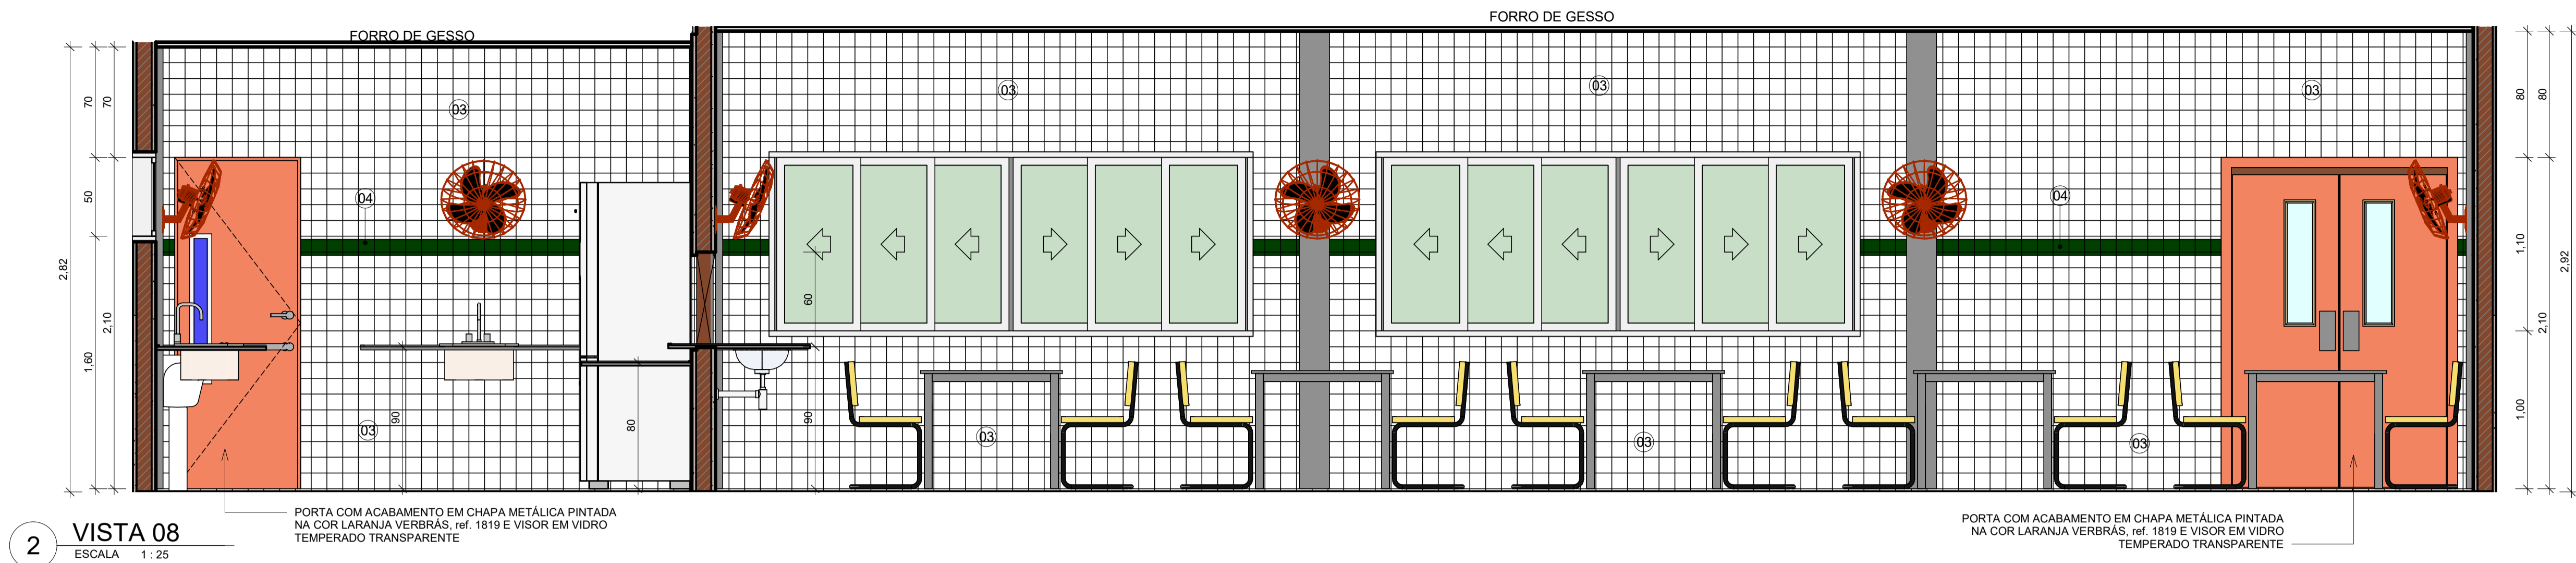 FORRO DE GESSO
FORRO DE GESSO
70
70
50
2,82
2,10
1,60
03
04
03
90
80
60
90
03
03
03
04
03
03
03
80
80
1,10
2,92
2,10
1,00
PORTA COM ACABAMENTO EM CHAPA METÁLICA PINTADA
NA COR LARANJA VERBRÁS, ref. 1819 E VISOR EM VIDRO
TEMPERADO TRANSPARENTE
PORTA COM ACABAMENTO EM CHAPA METÁLICA PINTADA
NA COR LARANJA VERBRÁS, ref. 1819 E VISOR EM VIDRO
TEMPERADO TRANSPARENTE
2
VISTA 08
ESCALA 1 : 25